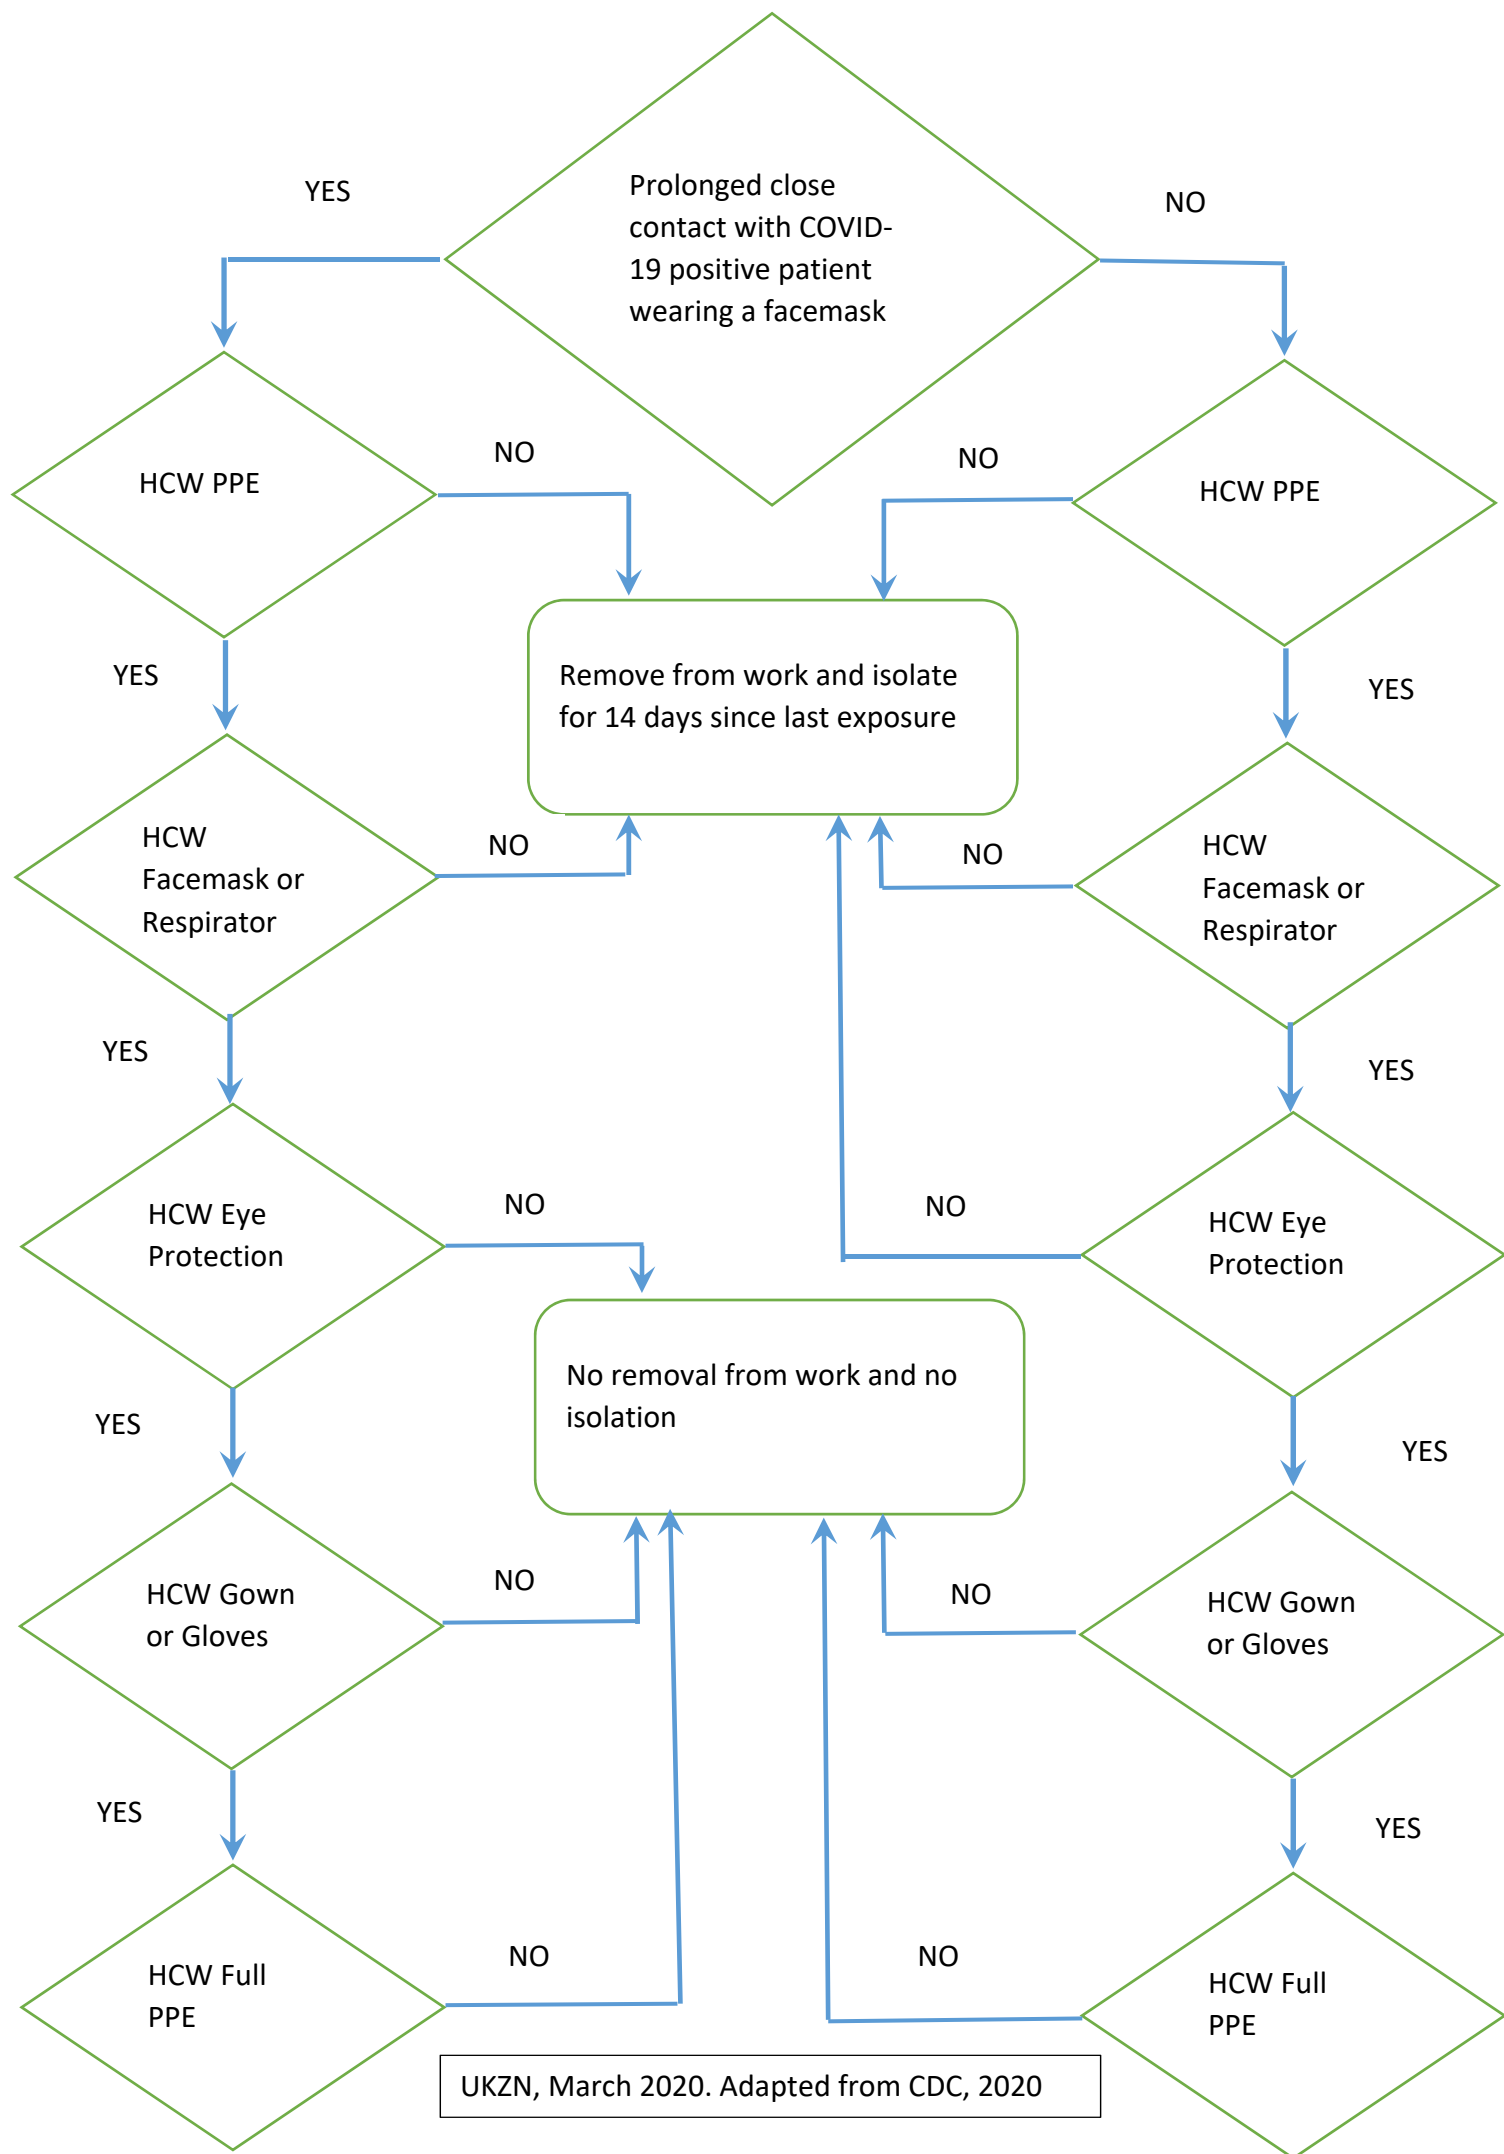 YES
Prolonged close
contact with COVID-
19 positive patient
wearing a facemask
NO
HCW PPE
NO
NO
HCW PPE
YES
Remove from work and isolate
for 14 days since last exposure
YES
HCW
Facemask or
Respirator
NO
NO
HCW
Facemask or
Respirator
YES
YES
HCW Eye
Protection
NO
NO
HCW Eye
Protection
YES
No removal from work and no
isolation
YES
HCW Gown
or Gloves
NO
NO
HCW Gown
or Gloves
YES
YES
HCW Full
PPE
NO
NO
HCW Full
PPE
UKZN, March 2020. Adapted from CDC, 2020